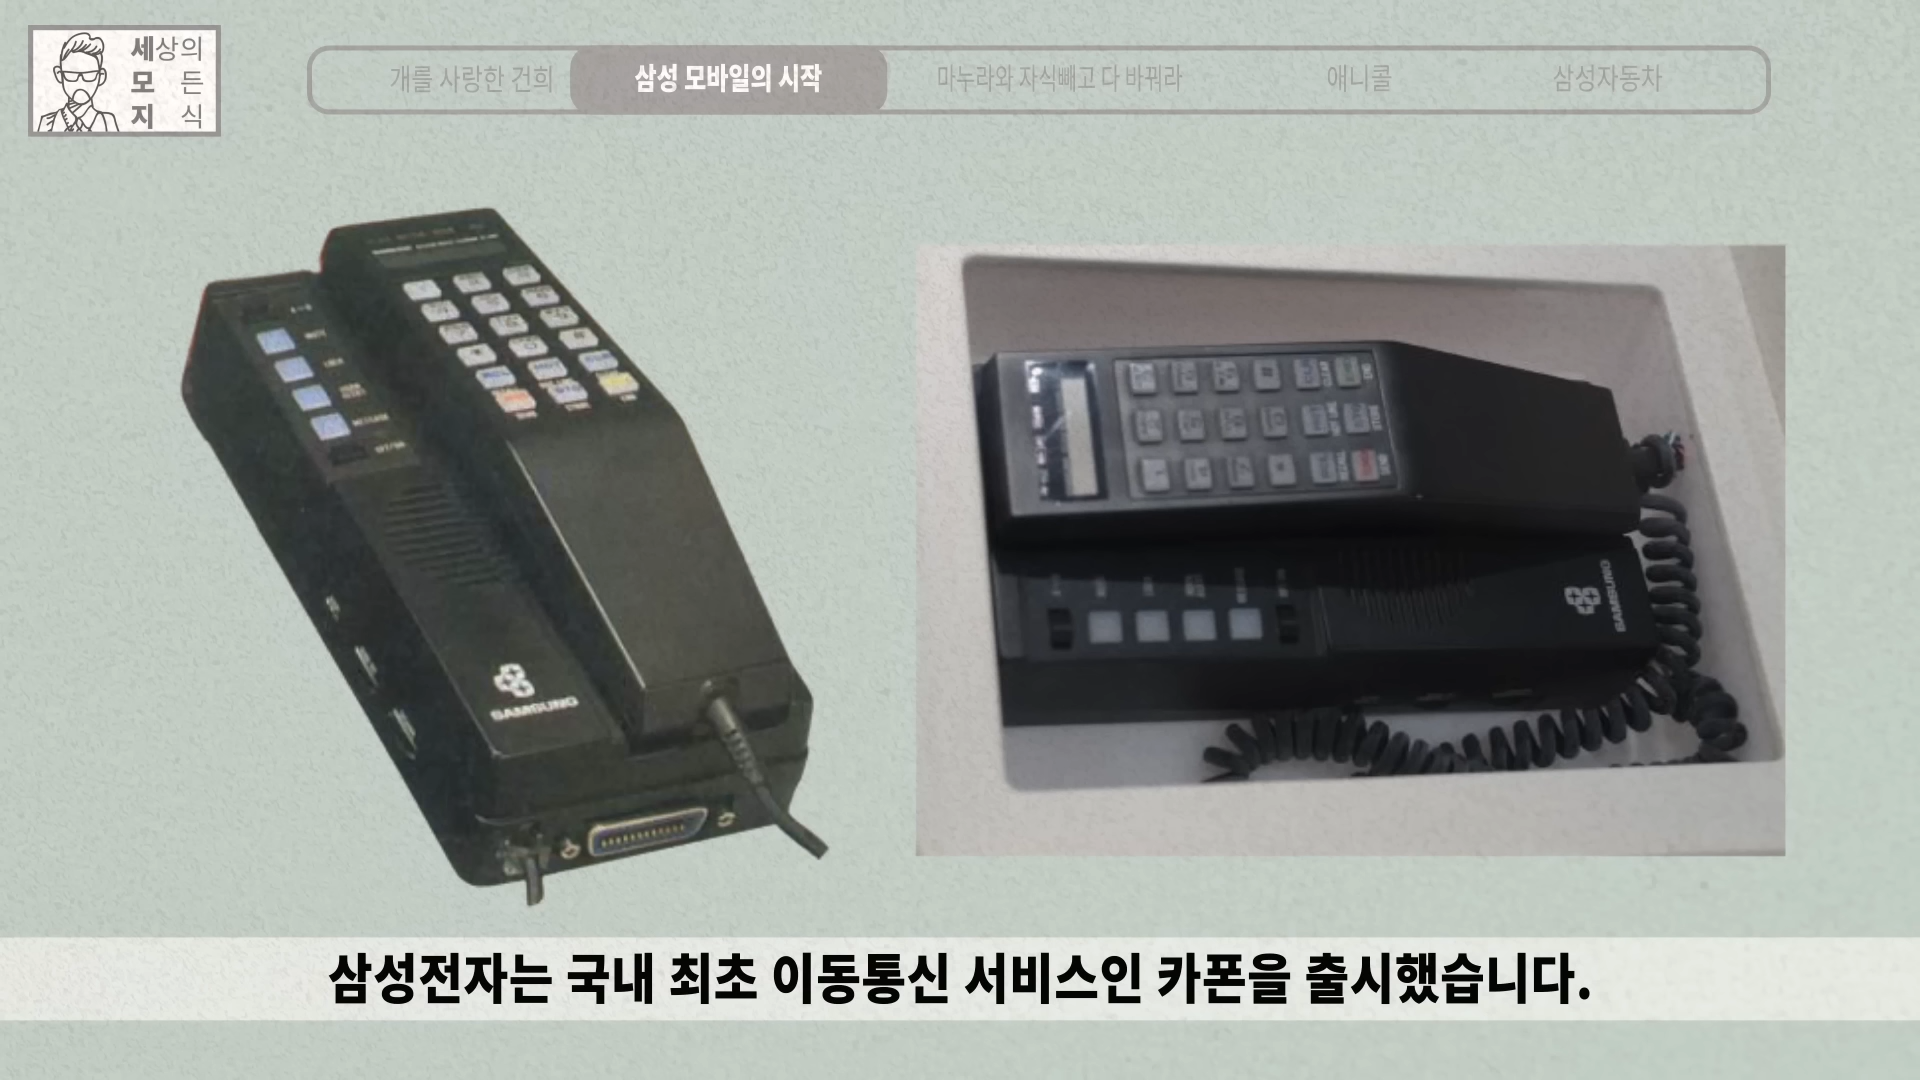 세상의
모든
지식
개를 사랑한 건희
삼성 모바일의 시작
마누라와 자식빼고 다 바꿔라
애니콜
삼성자동차
SAMSUNG
SAMSUNG
삼성전자는 국내 최초 이동통신 서비스인 카폰을 출시했습니다.